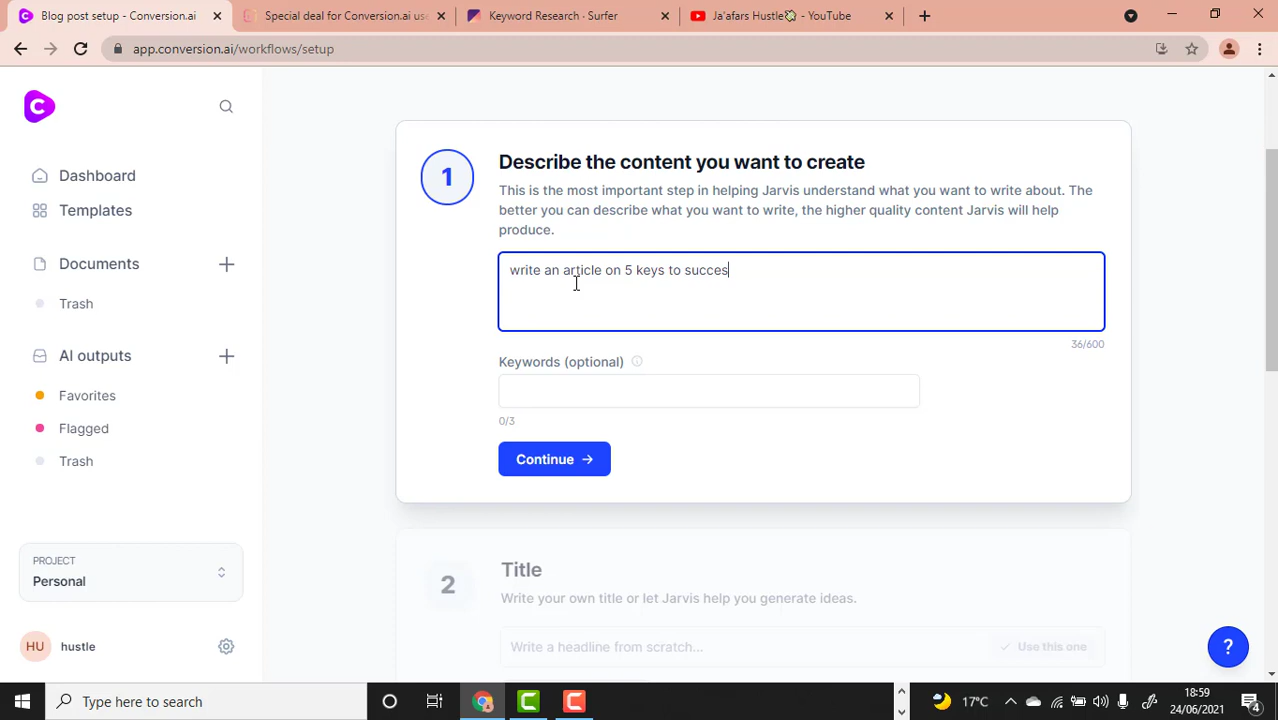 Blog post setup - Conversion.ai
Special deal for Conversion.ai use
Keyword Research · Surfer
Ja'afars Hustle - YouTube
app.conversion.ai/workflows/setup
C
Dashboard
Templates
Documents
Trash
AI outputs
Favorites
Flagged
Trash
PROJECT
Personal
HU
hustle
1
Describe the content you want to create
This is the most important step in helping Jarvis understand what you want to write about. The
better you can describe what you want to write, the higher quality content Jarvis will help
produce.
write an article on 5 keys to succes
36/600
Keywords (optional)
0/3
Continue →
2
Title
Write your own title or let Jarvis help you generate ideas.
Write a headline from scratch...
Use this one
?
Type here to search
17°C
18:59
24/06/2021
4